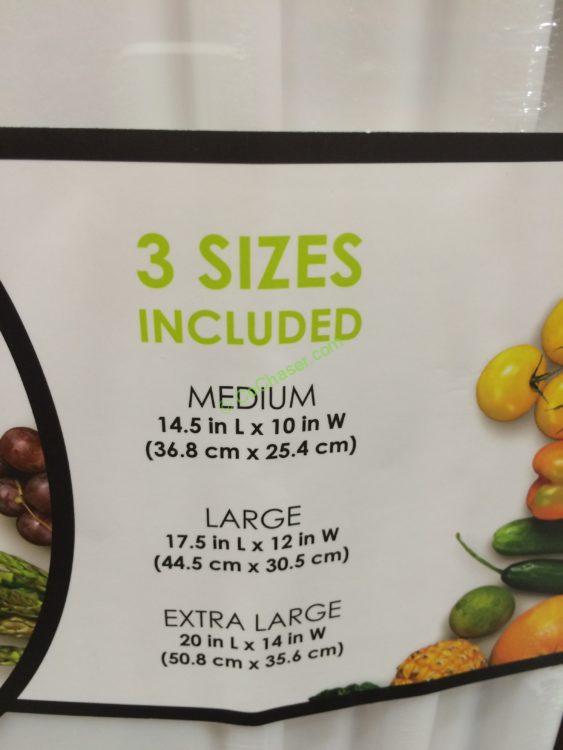 3 SIZES
INCLUDED
MEDIUM
14.5 in L x 10 in W
(36.8 cm x 25.4 cm)
LARGE
17.5 in L x 12 in W
(44.5 cm x 30.5 cm)
EXTRA LARGE
20 in L x 14 in W
(50.8 cm x 35.6 cm)